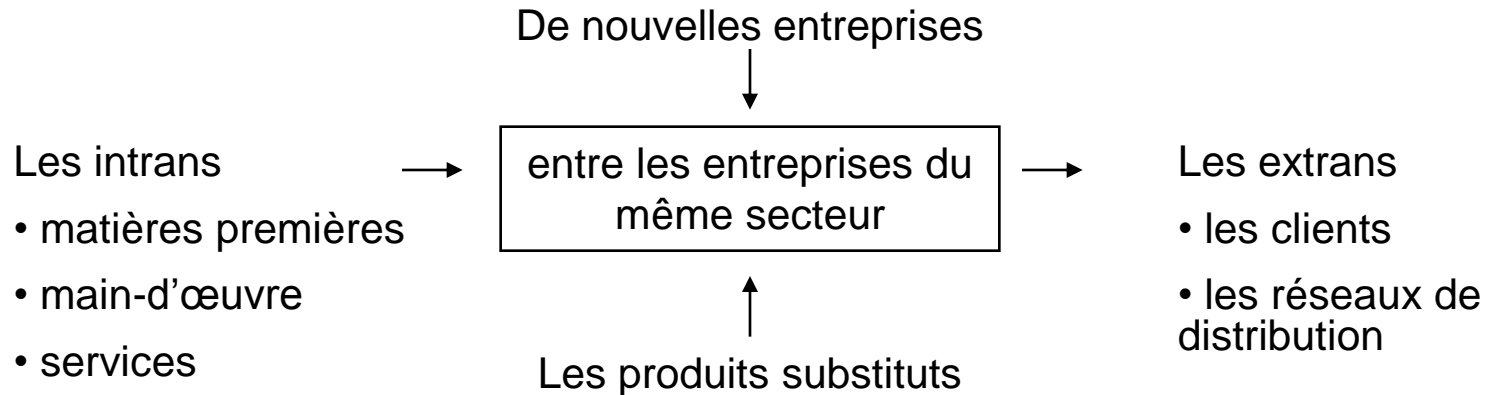 De nouvelles entreprises
Les intrans
• matières premières
• main-d'œuvre
• services
entre les entreprises du
même secteur
Les extrans
• les clients
• les réseaux de
distribution
Les produits substituts